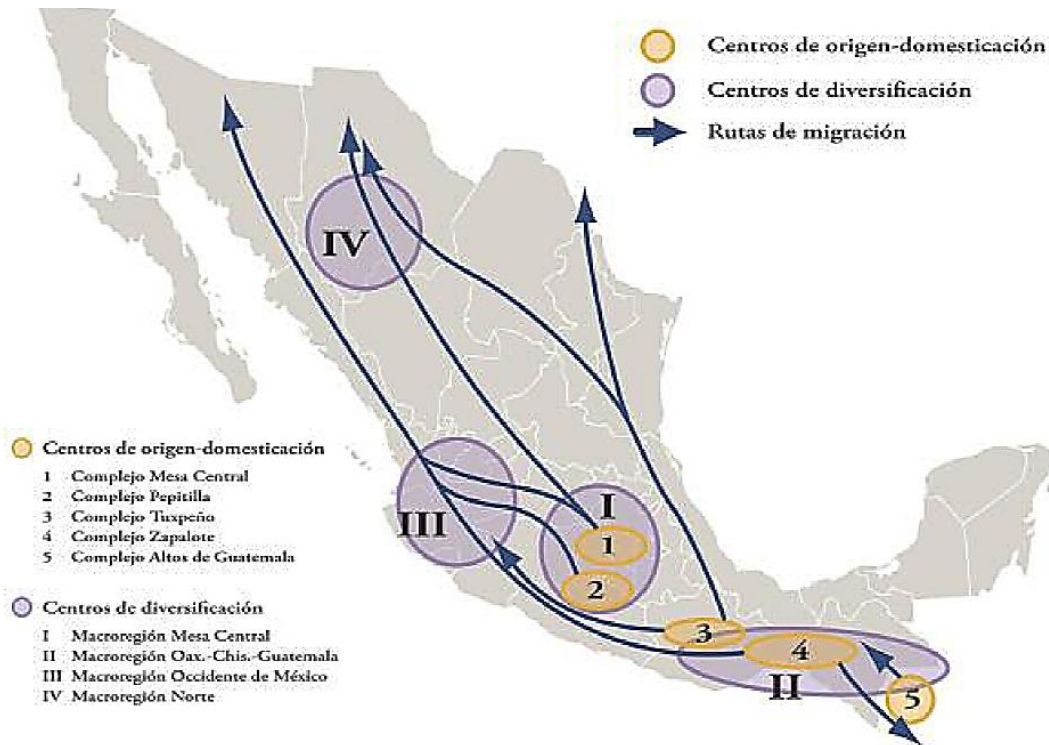 Centros de origen-domesticación
Centros de diversificación
Rutas de migración
IV
I
1
III
2
3
4
II
5
Centros de origen-domesticación
1 Complejo Mesa Central
2 Complejo Pepitilla
3 Complejo Tuxpeño
4 Complejo Zapalote
5 Complejo Altos de Guatemala
Centros de diversificación
I Macroregión Mesa Central
II Macroregión Oax.-Chis.-Guatemala
III Macroregión Occidente de México
IV Macroregión Norte